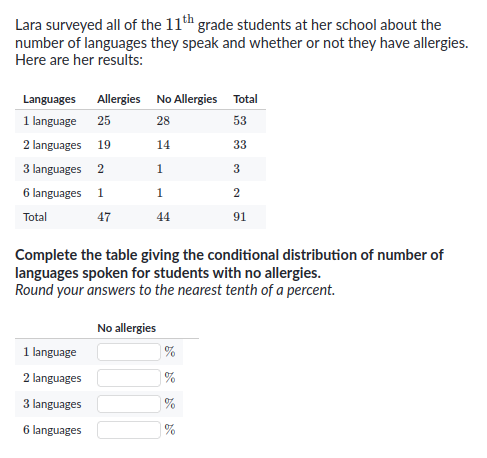 Lara surveyed all of the 11th grade students at her school about the
number of languages they speak and whether or not they have allergies.
Here are her results:
Languages Allergies No Allergies Total
1 language 25 28 53
2 languages 19 14 33
3 languages 2 1 3
6 languages 1 1 2
Total 47 44 91
Complete the table giving the conditional distribution of number of
languages spoken for students with no allergies.
Round your answers to the nearest tenth of a percent.
No allergies
1 language %
2 languages %
3 languages %
6 languages %